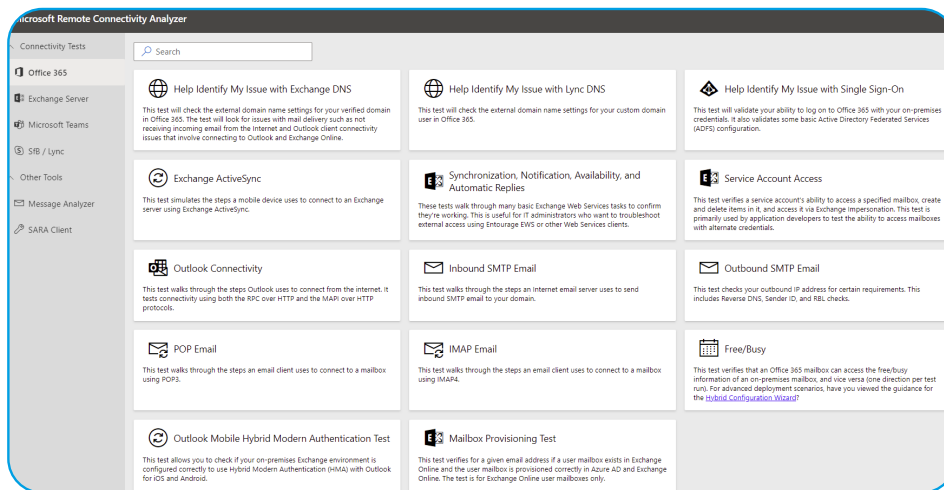 Microsoft Remote Connectivity Analyzer
Connectivity Tests
Office 365
Exchange Server
Microsoft Teams
SfB / Lync
Other Tools
Message Analyzer
SARA Client
Search
Help Identify My Issue with Exchange DNS
This test will check the external domain name settings for your verified domain
in Office 365. The test will look for issues with mail delivery such as not
receiving incoming email from the Internet and Outlook client connectivity
issues that involve connecting to Outlook and Exchange Online.
Help Identify My Issue with Lync DNS
This test will check the external domain name settings for your custom domain
user in Office 365.
Help Identify My Issue with Single Sign-On
This test will validate your ability to log on to Office 365 with your on-premises
credentials. It also validates some basic Active Directory Federated Services
(ADFS) configuration.
Exchange ActiveSync
This test simulates the steps a mobile device uses to connect to an Exchange
server using Exchange ActiveSync.
Synchronization, Notification, Availability, and
Automatic Replies
These tests walk through many basic Exchange Web Services tasks to confirm
they're working. This is useful for IT administrators who want to troubleshoot
external access using Entourage EWS or other Web Services clients.
Service Account Access
This test verifies a service account's ability to access a specified mailbox, create
and delete items in it, and access it via Exchange Impersonation. This test is
primarily used by application developers to test the ability to access mailboxes
with alternate credentials.
Outlook Connectivity
This test walks through the steps Outlook uses to connect from the internet. It
tests connectivity using both the RPC over HTTP and the MAPI over HTTP
protocols.
Inbound SMTP Email
This test walks through the steps an Internet email server uses to send
inbound SMTP email to your domain.
Outbound SMTP Email
This test checks your outbound IP address for certain requirements. This
includes Reverse DNS, Sender ID, and RBL checks.
POP Email
This test walks through the steps an email client uses to connect to a mailbox
using POP3.
IMAP Email
This test walks through the steps an email client uses to connect to a mailbox
using IMAP4.
Free/Busy
This test verifies that an Office 365 mailbox can access the free/busy
information of an on-premises mailbox, and vice versa (one direction per test
run). For advanced deployment scenarios, have you viewed the guidance for
the Hybrid Configuration Wizard?
Outlook Mobile Hybrid Modern Authentication Test
This test allows you to check if your on-premises Exchange environment is
configured correctly to use Hybrid Modern Authentication (HMA) with Outlook
for iOS and Android.
Mailbox Provisioning Test
This test verifies for a given email address if a user mailbox exists in Exchange
Online and the user mailbox is provisioned correctly in Azure AD and Exchange
Online. The test is for Exchange Online user mailboxes only.